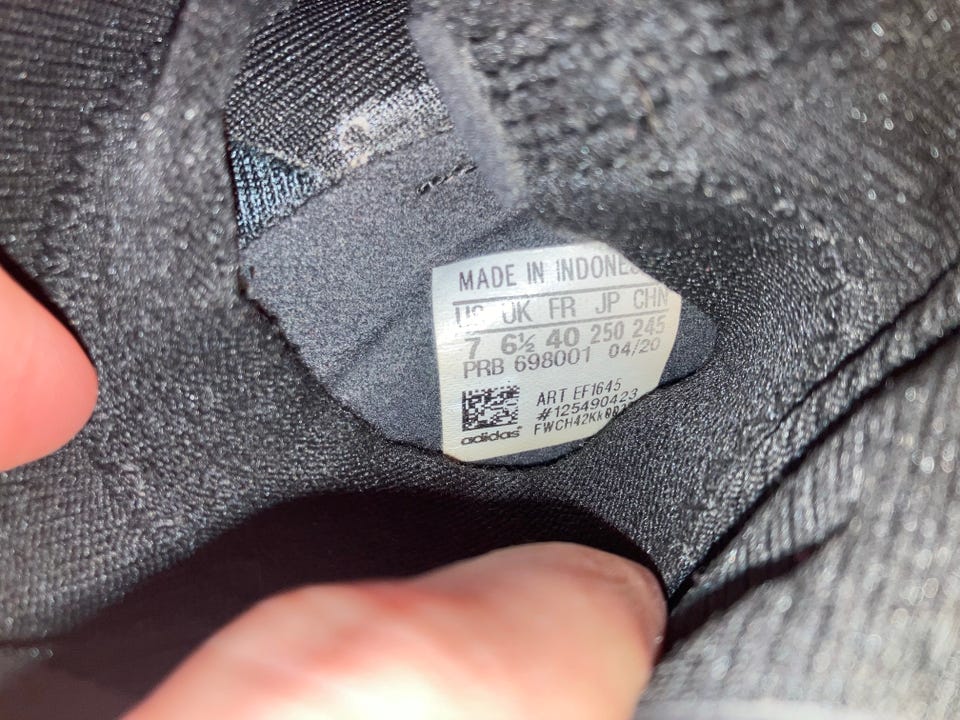 MADE IN
US UK FR JP CHN
7 6½ 40 250 245
PRB 698001 04/20
ART EF1645
#125490423
adidas